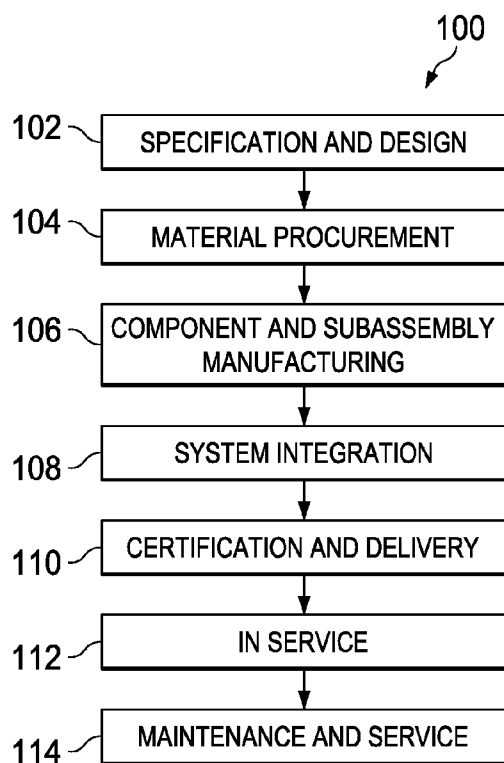 100
102
SPECIFICATION AND DESIGN
104
MATERIAL PROCUREMENT
106
COMPONENT AND SUBASSEMBLY
MANUFACTURING
108
SYSTEM INTEGRATION
110
CERTIFICATION AND DELIVERY
112
IN SERVICE
114
MAINTENANCE AND SERVICE